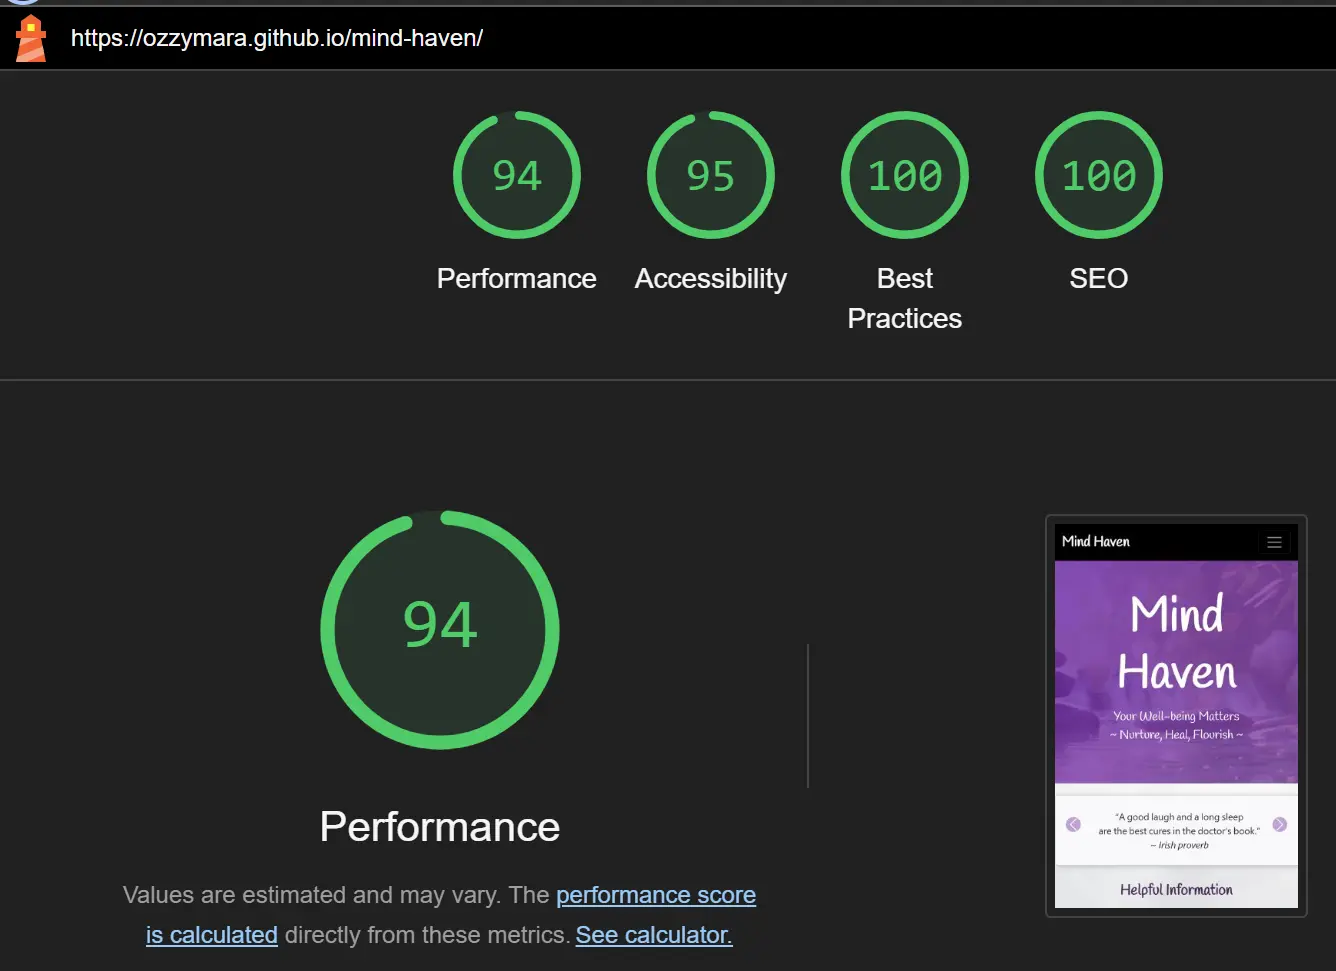 https://ozzymara.github.io/mind-haven/
94
95
100
100
Performance
Accessibility
Best
Practices
SEO
94
Performance
Values are estimated and may vary. The performance score
is calculated directly from these metrics. See calculator.
Mind Haven
Mind
Haven
Your Well-being Matters
~ Nurture, Heal, Flourish ~
"A good laugh and a long sleep
are the best cures in the doctor's book."
~ Irish proverb
Helpful Information